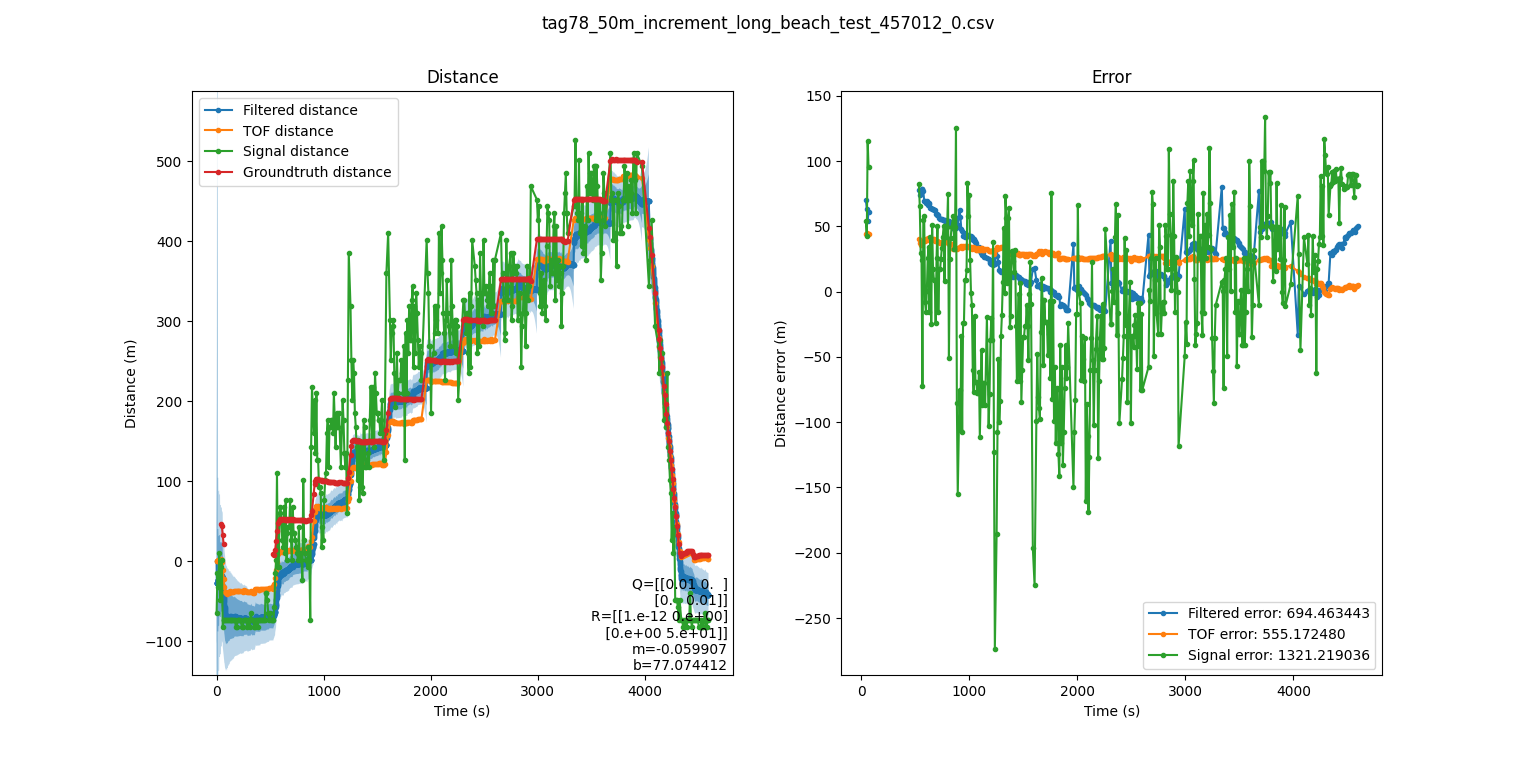 tag78_50m_increment_long_beach_test_457012_0.csv
Distance
Filtered distance
TOF distance
Signal distance
Groundtruth distance
500
400
300
200
100
0
−100
Distance (m)
0 1000 2000 3000 4000
Time (s)
Q=[[0.01 0. ]
[0. 0.01]]
R=[[1.e-12 0.e+00]
[0.e+00 5.e+01]]
m=-0.059907
b=77.074412
Error
150
100
50
0
−50
−100
−150
−200
−250
Distance error (m)
0 1000 2000 3000 4000
Time (s)
Filtered error: 694.463443
TOF error: 555.172480
Signal error: 1321.219036